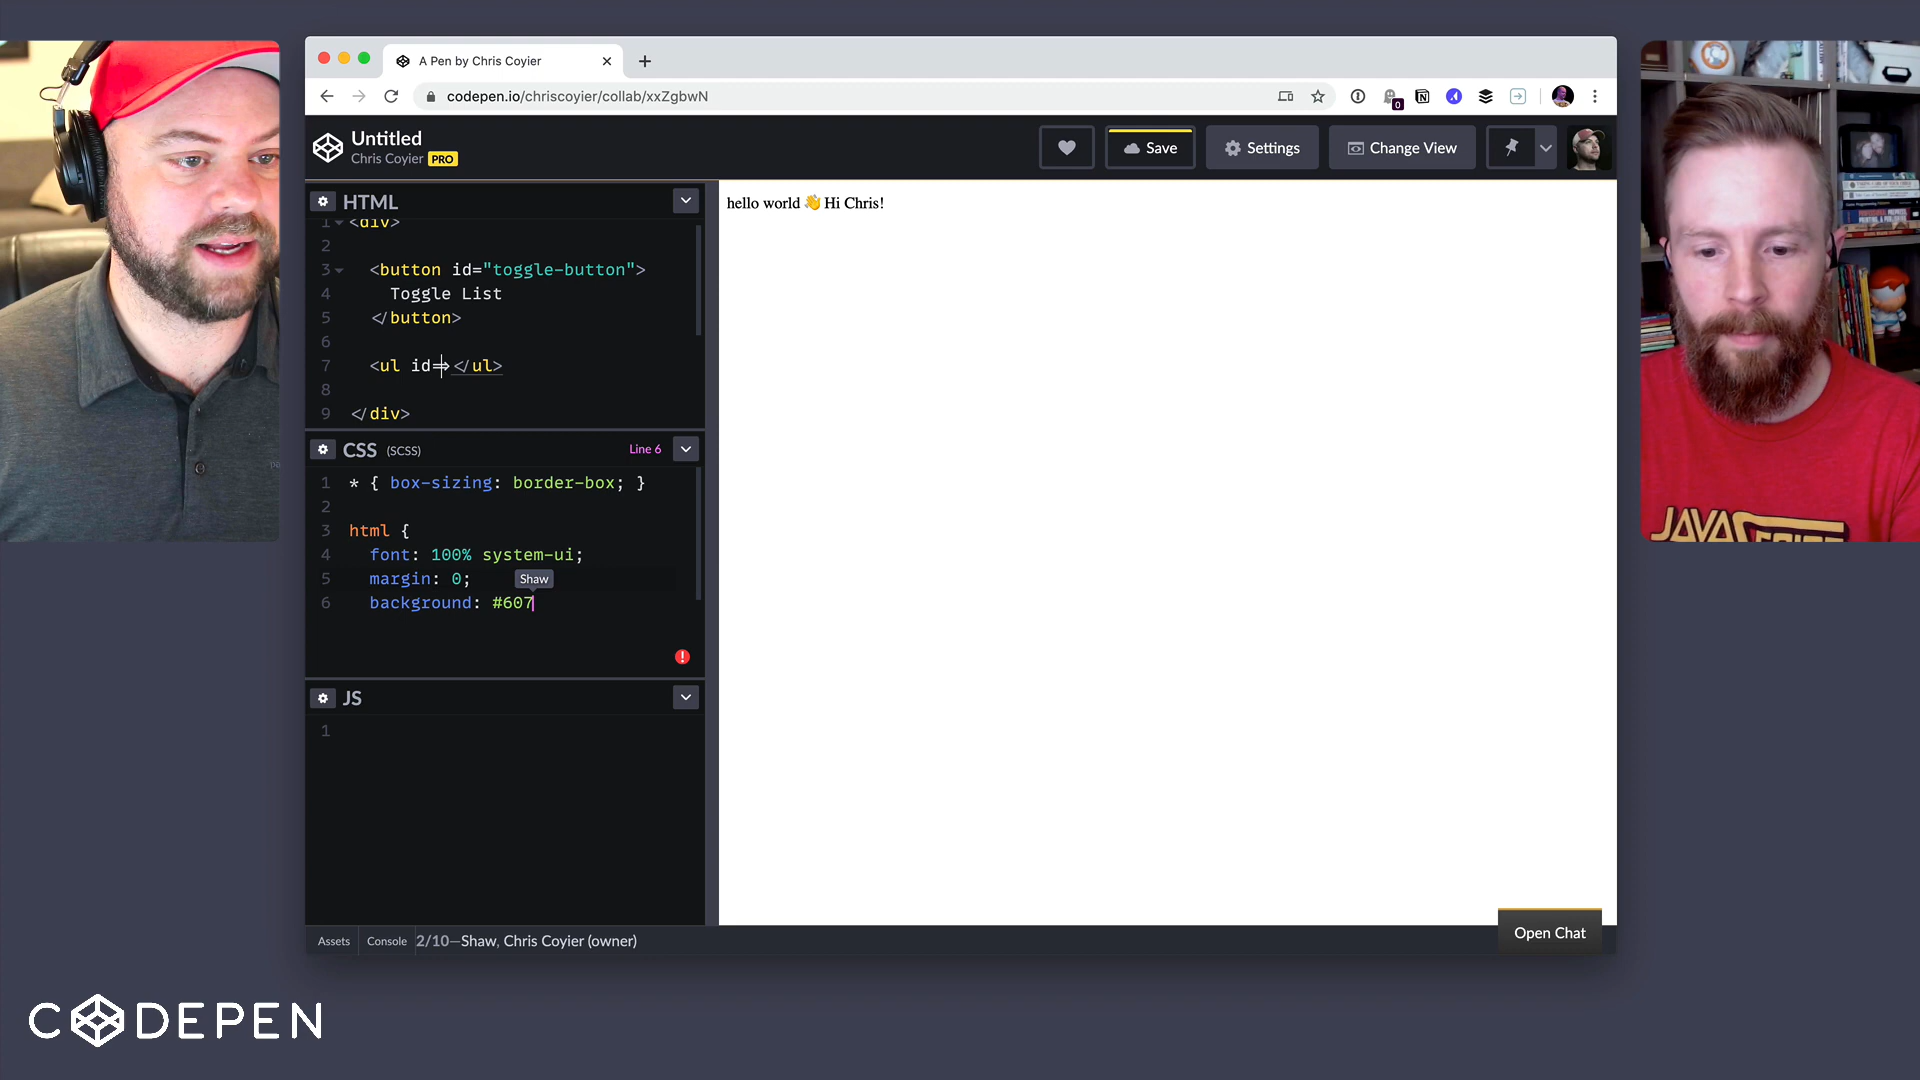 A Pen by Chris Coyier
codepen.io/chriscoyier/collab/xxZgbwN
0
Untitled
Chris Coyier PRO
Save
Settings
Change View
HTML
1 <div>
2
3 <button id="toggle-button">
4 Toggle List
5 </button>
6
7 <ul id=></ul>
8
9 </div>
CSS (SCSS) Line 6
1 * { box-sizing: border-box; }
2
3 html {
4 font: 100% system-ui;
5 margin: 0;
Shaw
6 background: #607
JS
1
hello world 👋 Hi Chris!
Assets Console 2/10—Shaw, Chris Coyier (owner)
Open Chat
CODEPEN